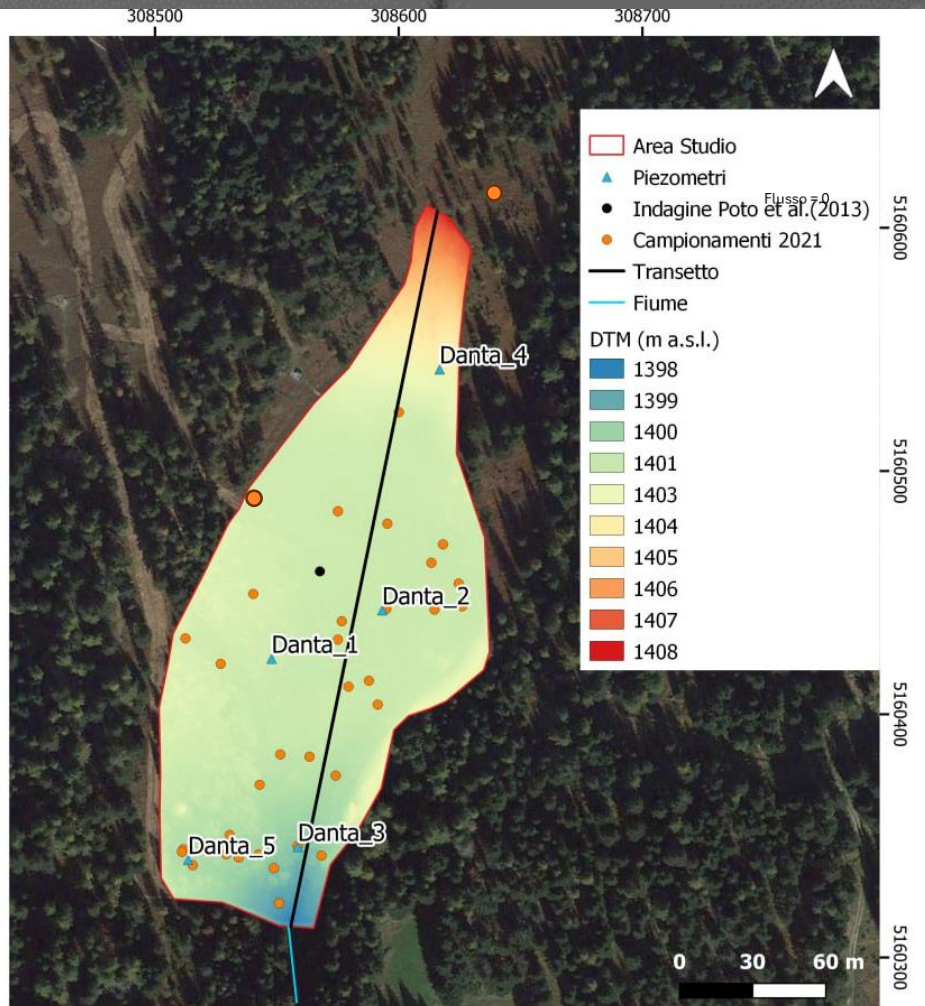 308500 308600 308700
Area Studio
Piezometri
Flusso = 0
Indagine Poto et al.(2013)
Campionamenti 2021
Transetto
Fiume
DTM (m a.s.l.)
1398
1399
1400
1401
1403
1404
1405
1406
1407
1408
5160600
5160500
5160400
5160300
Danta_4
Danta_2
Danta_1
Danta_3
Danta_5
0 30 60 m